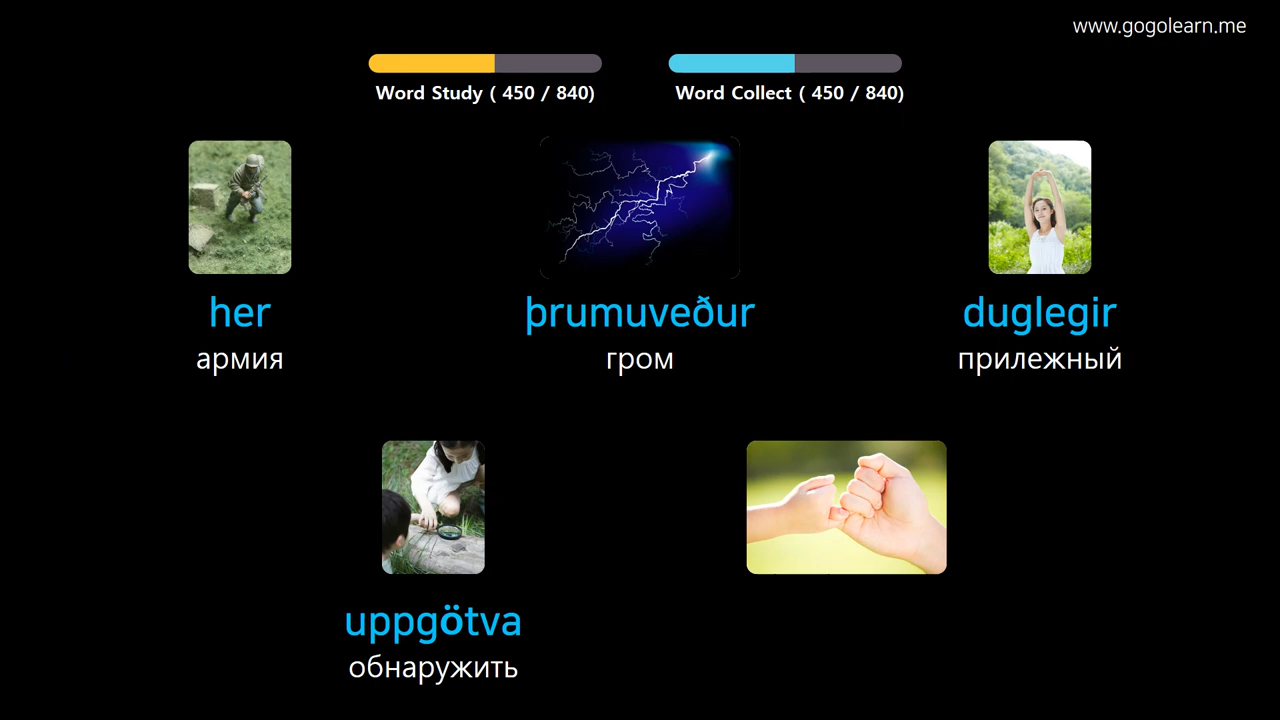 www.gogolearn.me
Word Study ( 450 / 840)
Word Collect ( 450 / 840)
her
армия
þrumuveður
гром
duglegir
прилежный
uppgötva
обнаружить